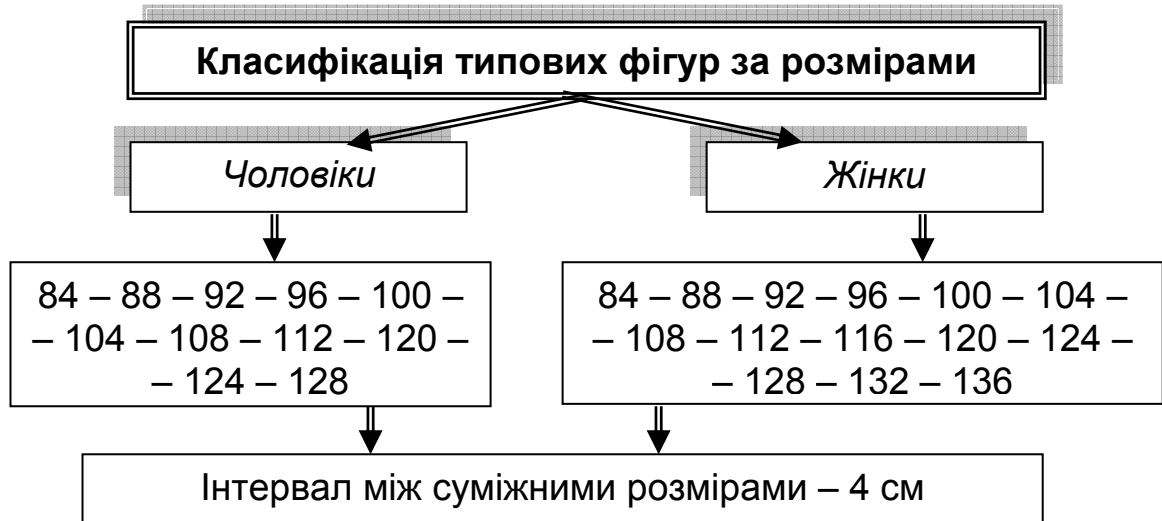 Класифікація типових фігур за розмірами
Чоловіки
Жінки
84 – 88 – 92 – 96 – 100 –
– 104 – 108 – 112 – 120 –
– 124 – 128
84 – 88 – 92 – 96 – 100 – 104 –
– 108 – 112 – 116 – 120 – 124 –
– 128 – 132 – 136
Інтервал між суміжними розмірами – 4 см